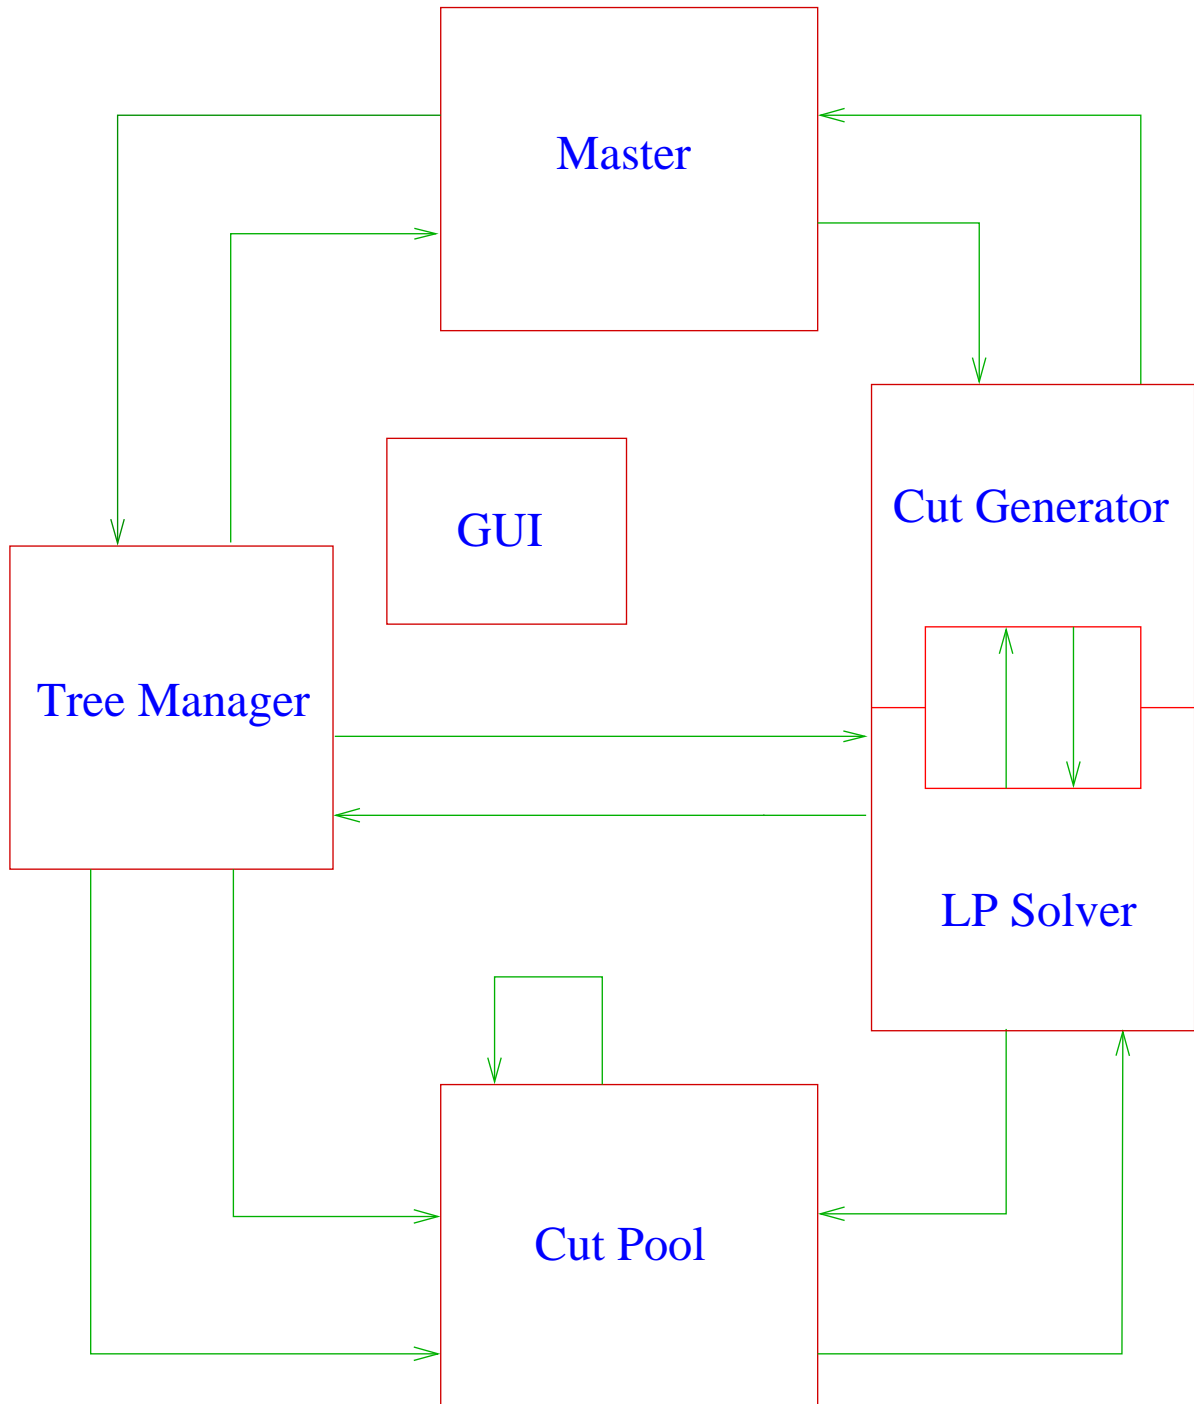 Master
Cut Generator
GUI
Tree Manager
LP Solver
Cut Pool